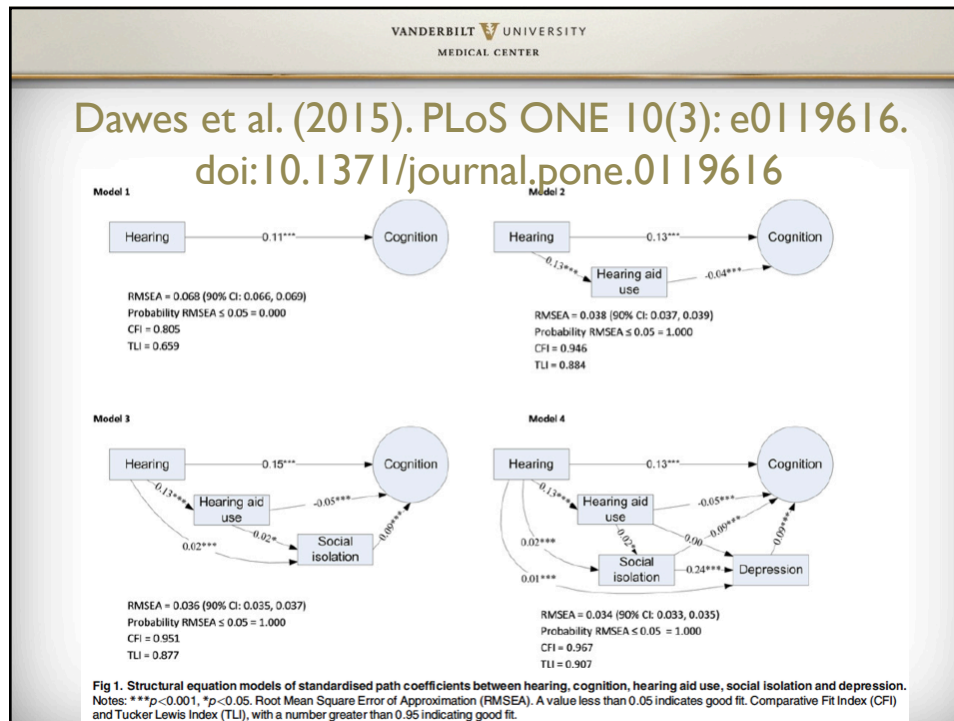 VANDERBILT UNIVERSITY
MEDICAL CENTER
Dawes et al. (2015). PLoS ONE 10(3): e0119616.
doi:10.1371/journal.pone.0119616
Model 1
Hearing
0.11***
Cognition
RMSEA = 0.068 (90% CI: 0.066, 0.069)
Probability RMSEA ≤ 0.05 = 0.000
CFI = 0.805
TLI = 0.659
Model 2
Hearing
0.13***
Cognition
0.13***
Hearing aid
use
-0.04***
RMSEA = 0.038 (90% CI: 0.037, 0.039)
Probability RMSEA ≤ 0.05 = 1.000
CFI = 0.946
TLI = 0.884
Model 3
Hearing
0.15***
Cognition
0.13***
Hearing aid
use
-0.05***
0.02*
0.09***
0.02***
Social
isolation
RMSEA = 0.036 (90% CI: 0.035, 0.037)
Probability RMSEA ≤ 0.05 = 1.000
CFI = 0.951
TLI = 0.877
Model 4
Hearing
0.13***
Cognition
0.13***
Hearing aid
use
-0.05***
-0.09***
0.09***
0.00
0.02*
0.02***
Social
isolation
0.24***
Depression
0.01***
RMSEA = 0.034 (90% CI: 0.033, 0.035)
Probability RMSEA ≤ 0.05 = 1.000
CFI = 0.967
TLI = 0.907
Fig 1. Structural equation models of standardised path coefficients between hearing, cognition, hearing aid use, social isolation and depression.
Notes: ***p<0.001, *p<0.05. Root Mean Square Error of Approximation (RMSEA). A value less than 0.05 indicates good fit. Comparative Fit Index (CFI)
and Tucker Lewis Index (TLI), with a number greater than 0.95 indicating good fit.